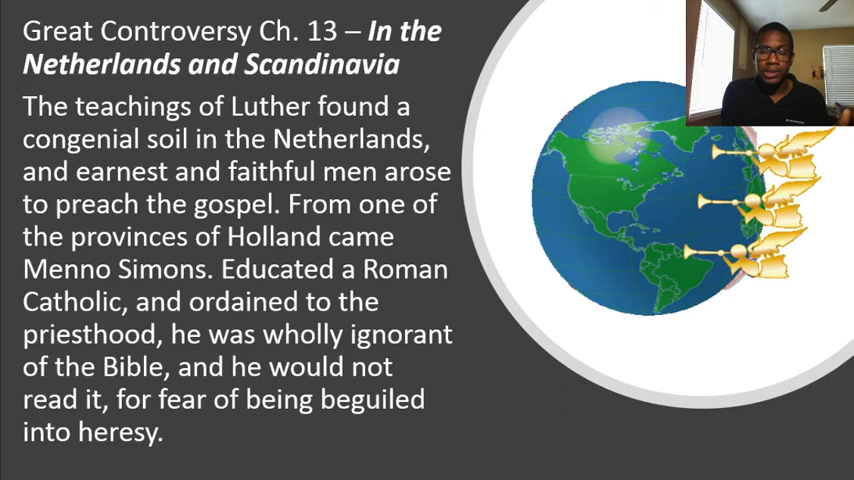 Great Controversy Ch. 13 – In the
Netherlands and Scandinavia
The teachings of Luther found a
congenial soil in the Netherlands,
and earnest and faithful men arose
to preach the gospel. From one of
the provinces of Holland came
Menno Simons. Educated a Roman
Catholic, and ordained to the
priesthood, he was wholly ignorant
of the Bible, and he would not
read it, for fear of being beguiled
into heresy.